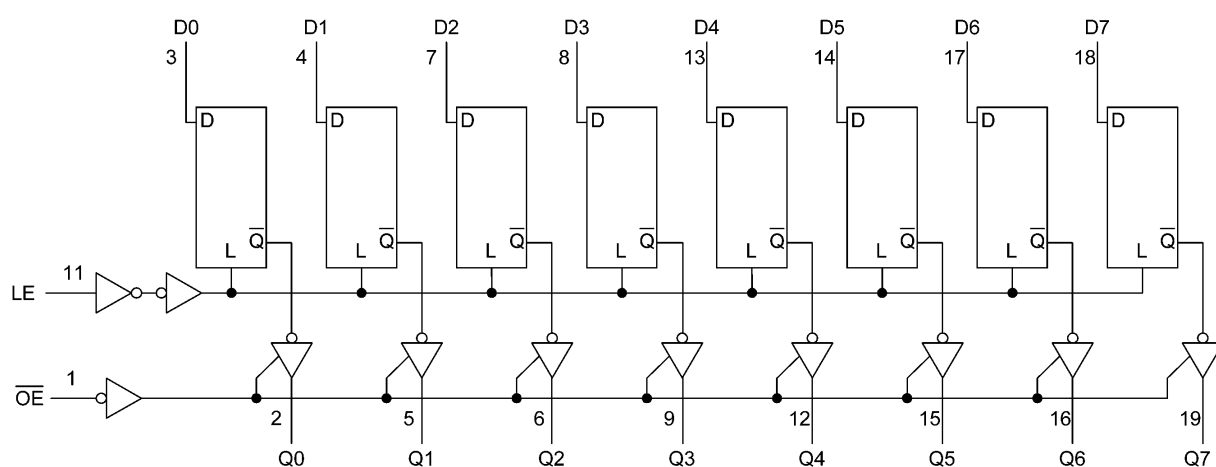 D0 D1 D2 D3 D4 D5 D6 D7
3 4 7 8 13 14 17 18
D D D D D D D D
Q̅ Q̅ Q̅ Q̅ Q̅ Q̅ Q̅ Q̅
L L L L L L L L
11
LE
1
O̅E̅
2 5 6 9 12 15 16 19
Q0 Q1 Q2 Q3 Q4 Q5 Q6 Q7